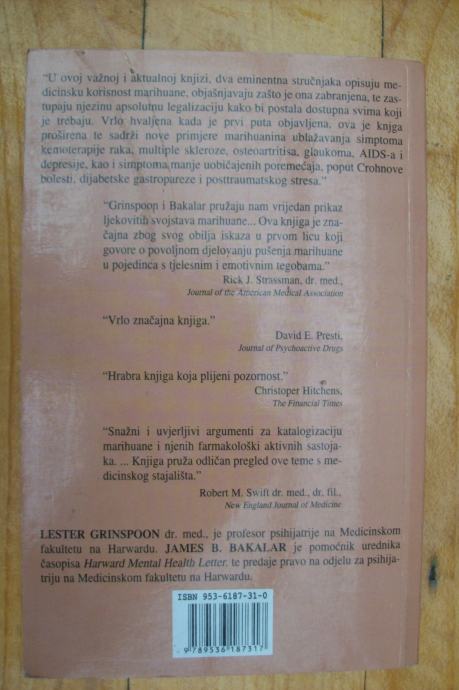 "U ovoj važnoj i aktualnoj knjizi, dva eminentna stručnjaka opisuju me-
dicinsku korisnost marihuane, objašnjavaju zašto je ona zabranjena, te zas-
tupaju njezinu apsolutnu legalizaciju kako bi postala dostupna svima koji
je trebaju. Vrlo hvaljena kada je prvi puta objavljena, ova je knjiga
proširena te sadrži nove primjere marihuanina ublažavanja simptoma
kemoterapije raka, multiple skleroze, osteoartritisa, glaukoma, AIDS-a i
depresije, kao i simptoma manje uobičajenih poremećaja, poput Crohnove
bolesti, dijabetske gastropareze i posttraumatskog stresa."
"Grinspoon i Bakalar pružaju nam vrijedan prikaz
ljekovitih svojstava marihuane... Ova knjiga je zna-
čajna zbog svog obilja iskaza u prvom licu koji
govore o povoljnom djelovanju pušenja marihuane
u pojedinca s tjelesnim i emotivnim tegobama."
Rick J. Strassman, dr. med.,
Journal of the American Medical Association
"Vrlo značajna knjiga."
David E. Presti,
Journal of Psychoactive Drugs
"Hrabra knjiga koja plijeni pozornost."
Christoper Hitchens,
The Financial Times
"Snažni i uvjerljivi argumenti za katalogizaciju
marihuane i njenih farmakološki aktivnih sastoja-
ka. ... Knjiga pruža odličan pregled ove teme s me-
dicinskog stajališta."
Robert M. Swift dr. med., dr. fil.,
New England Journal of Medicine
LESTER GRINSPOON dr. med., je profesor psihijatrije na Medicinskom
fakultetu na Harwardu. JAMES B. BAKALAR je pomoćnik urednika
časopisa Harward Mental Health Letter, te predaje pravo na odjelu za psihija-
triju na Medicinskom fakultetu na Harwardu.
ISBN 953-6187-31-0
9 789536 187317